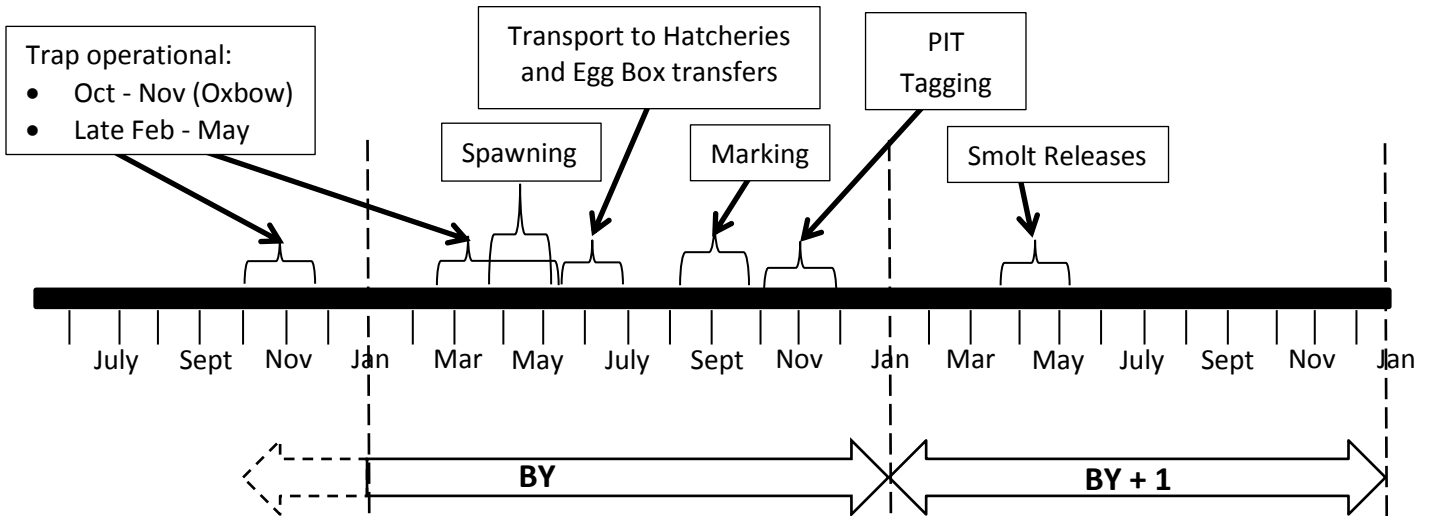 Trap operational:
• Oct - Nov (Oxbow)
• Late Feb - May
Transport to Hatcheries
and Egg Box transfers
PIT
Tagging
Spawning
Marking
Smolt Releases
July Sept Nov Jan Mar May July Sept Nov Jan Mar May July Sept Nov Jan
BY BY + 1